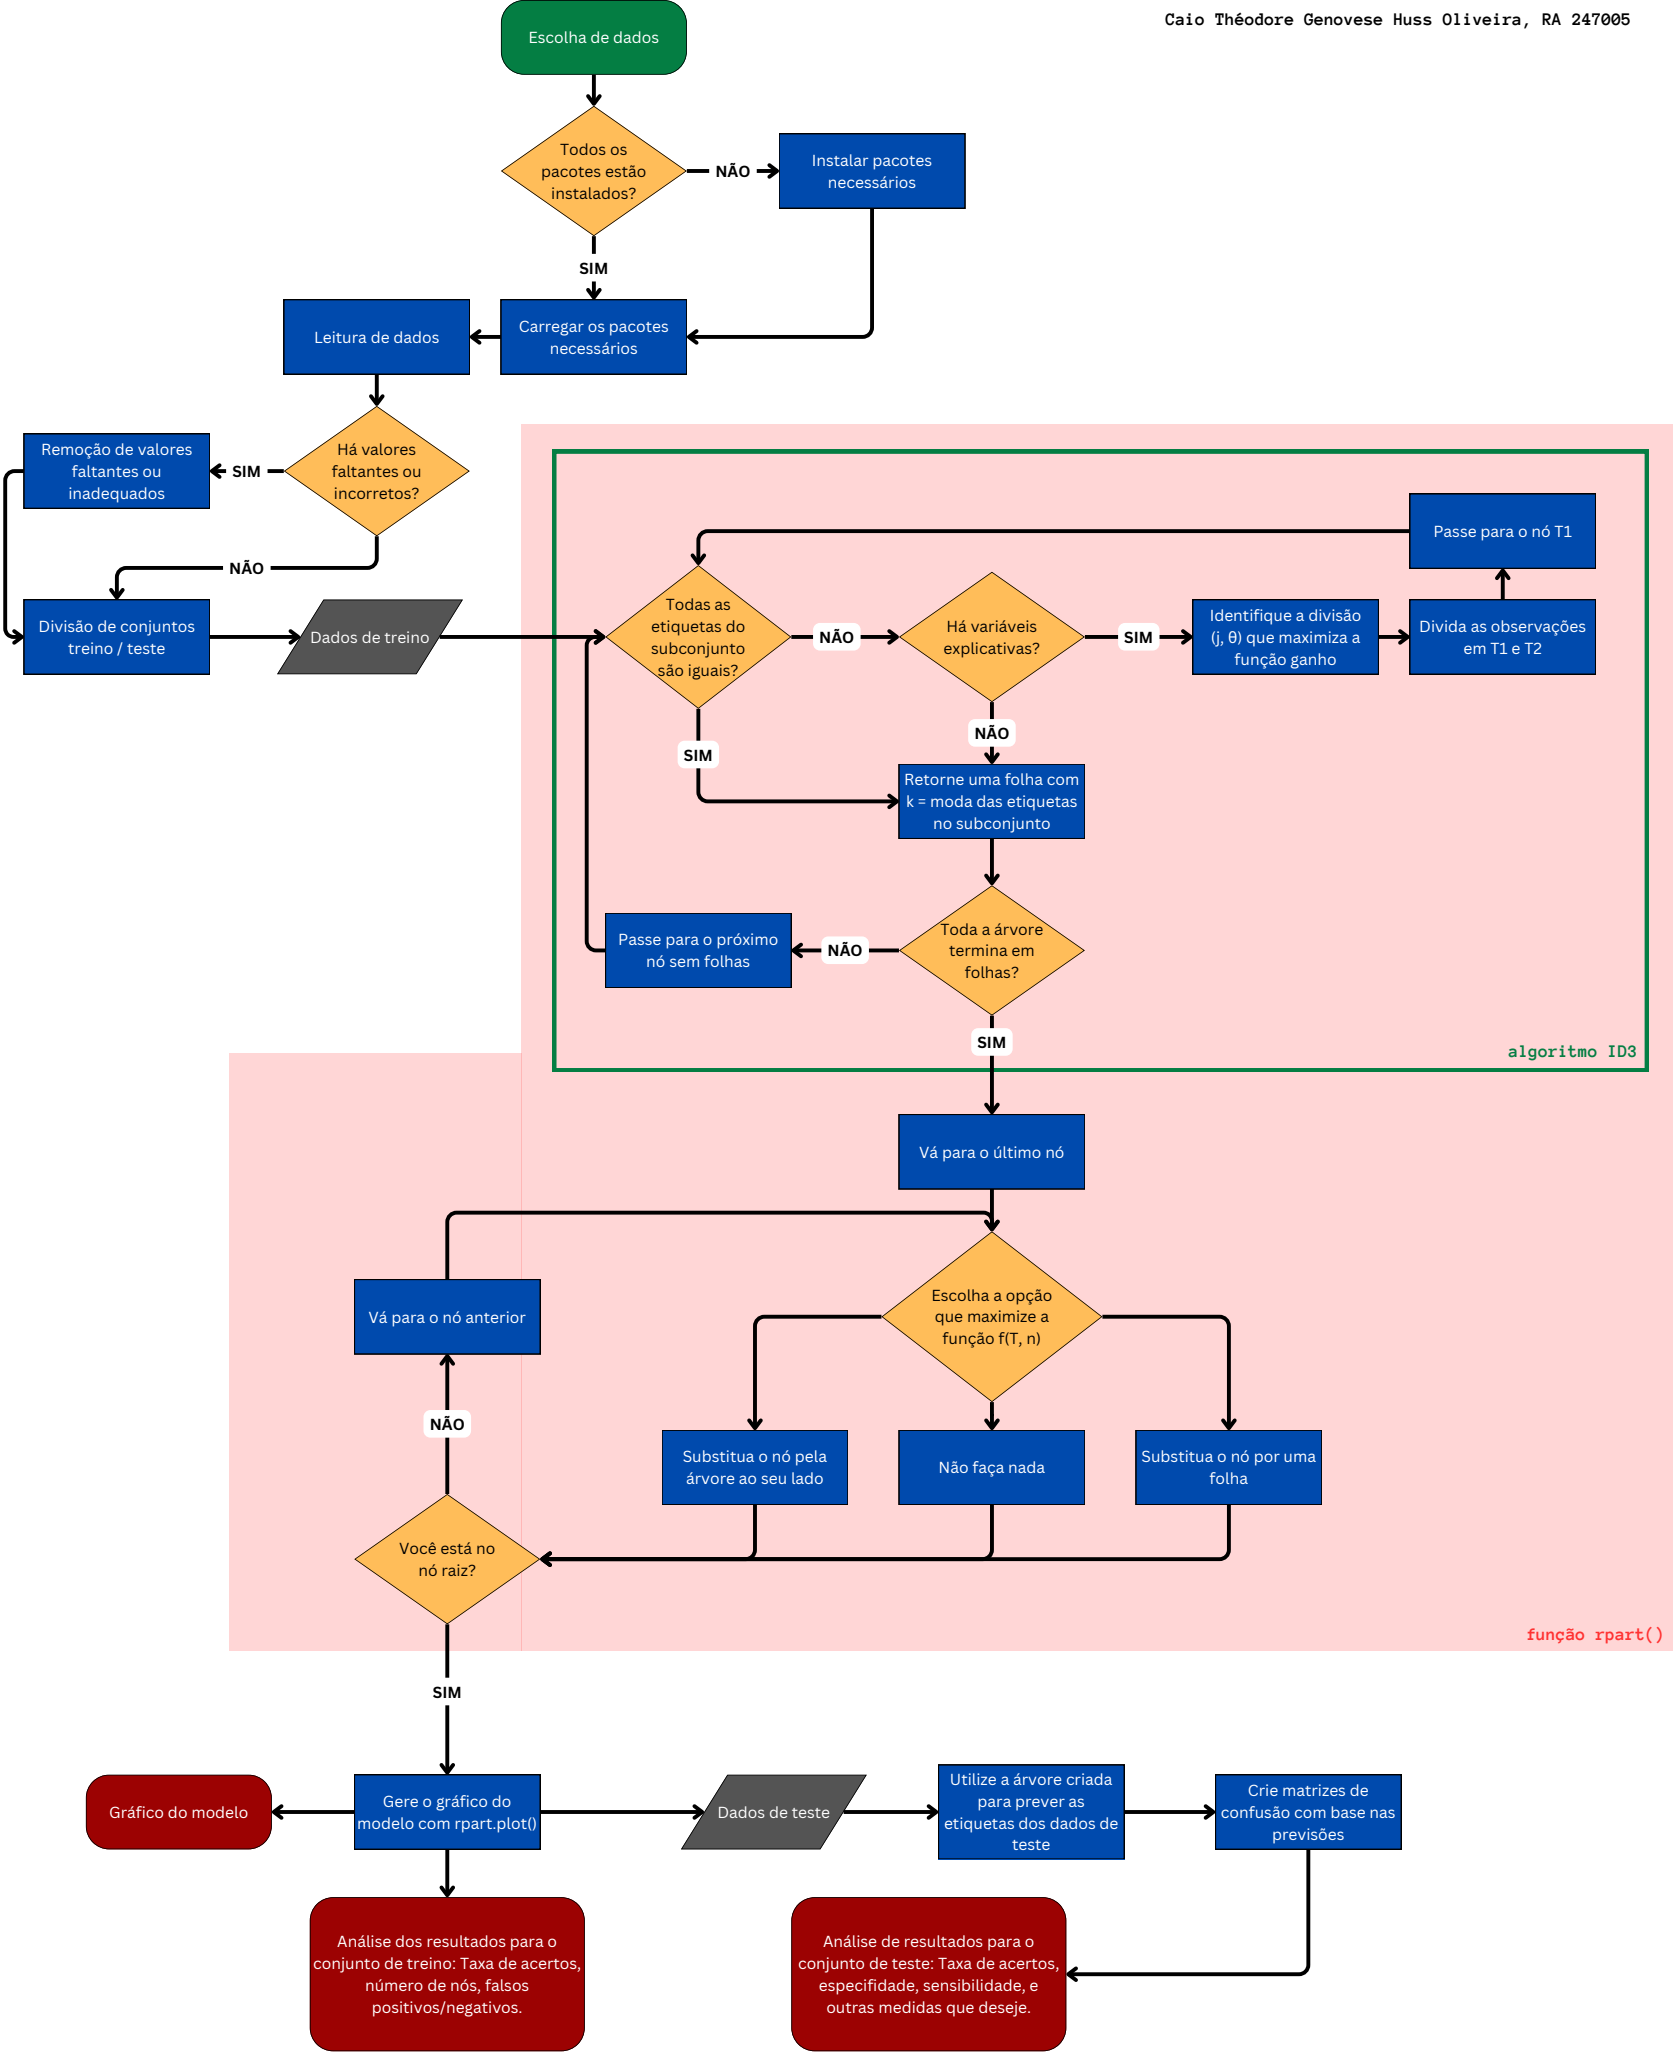 Caio Théodore Genovese Huss Oliveira, RA 247005
Escolha de dados
Todos os
pacotes estão
instalados?
NÃO
Instalar pacotes
necessários
SIM
Carregar os pacotes
necessários
Leitura de dados
Há valores
faltantes ou
incorretos?
SIM
Remoção de valores
faltantes ou
inadequados
NÃO
Divisão de conjuntos
treino / teste
Dados de treino
Todas as
etiquetas do
subconjunto
são iguais?
NÃO
Há variáveis
explicativas?
SIM
Identifique a divisão
(j, θ) que maximiza a
função ganho
Divida as observações
em T1 e T2
Passe para o nó T1
SIM
NÃO
Retorne uma folha com
k = moda das etiquetas
no subconjunto
Toda a árvore
termina em
folhas?
NÃO
Passe para o próximo
nó sem folhas
SIM
algoritmo ID3
Vá para o último nó
Escolha a opção
que maximize a
função f(T, n)
Substitua o nó pela
árvore ao seu lado
Não faça nada
Substitua o nó por uma
folha
Você está no
nó raiz?
NÃO
Vá para o nó anterior
função rpart()
SIM
Gere o gráfico do
modelo com rpart.plot()
Gráfico do modelo
Dados de teste
Utilize a árvore criada
para prever as
etiquetas dos dados de
teste
Crie matrizes de
confusão com base nas
previsões
Análise dos resultados para o
conjunto de treino: Taxa de acertos,
número de nós, falsos
positivos/negativos.
Análise de resultados para o
conjunto de teste: Taxa de acertos,
especifidade, sensibilidade, e
outras medidas que deseje.